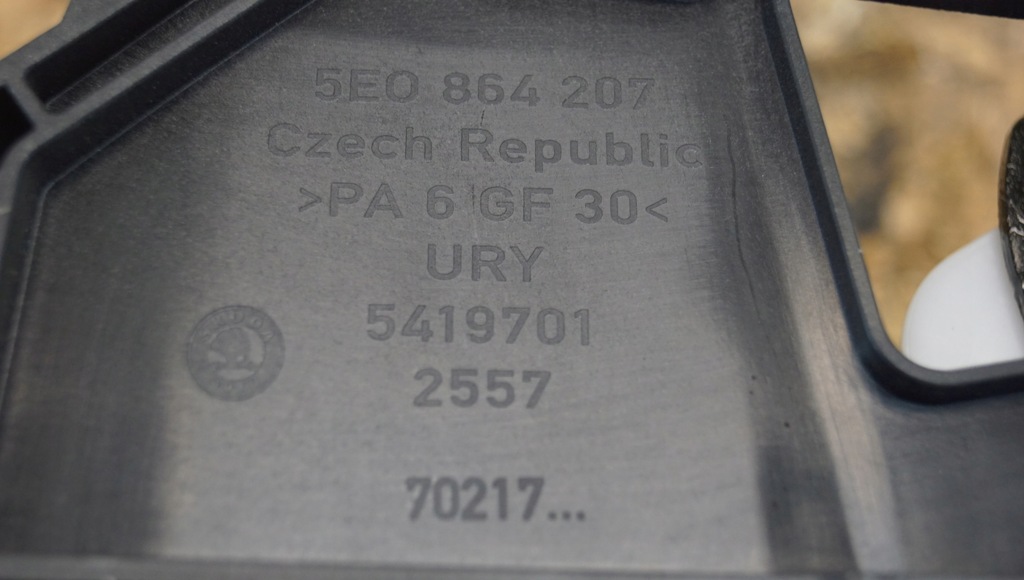 5E0 864 207
Czech Republic
>PA 6 GF 30<
URY
5419701
2557
70217...